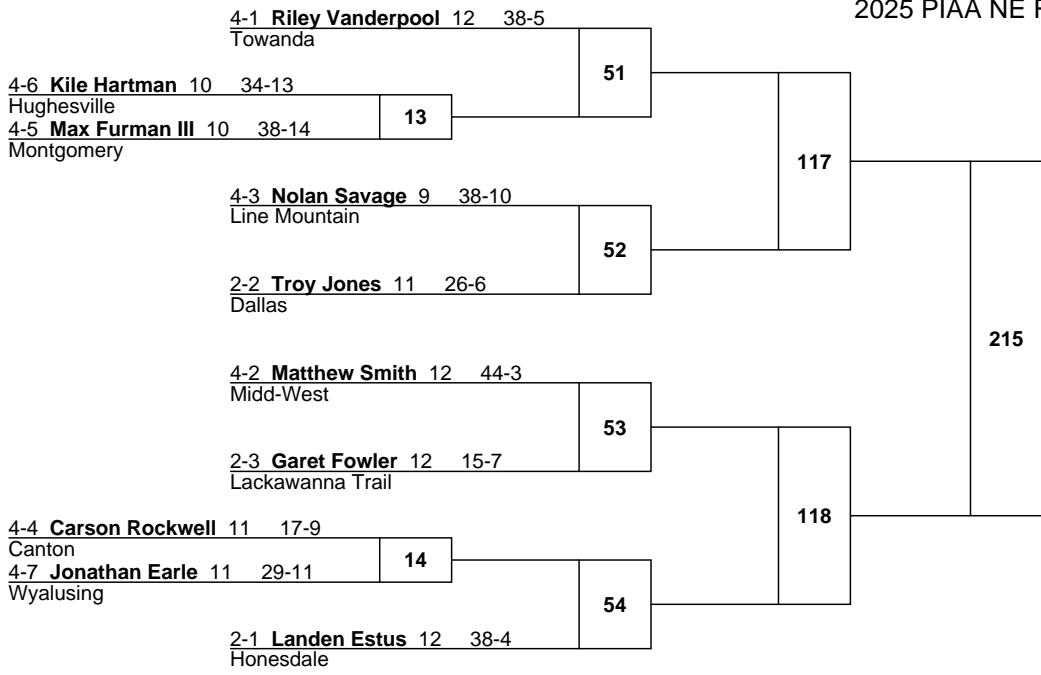 2025 PIAA NE
4-1 Riley Vanderpool 12 38-5
Towanda
51
4-6 Kile Hartman 10 34-13
Hughesville
13
4-5 Max Furman III 10 38-14
Montgomery
117
4-3 Nolan Savage 9 38-10
Line Mountain
52
2-2 Troy Jones 11 26-6
Dallas
215
4-2 Matthew Smith 12 44-3
Midd-West
53
2-3 Garet Fowler 12 15-7
Lackawanna Trail
118
4-4 Carson Rockwell 11 17-9
Canton
14
4-7 Jonathan Earle 11 29-11
Wyalusing
54
2-1 Landen Estus 12 38-4
Honesdale